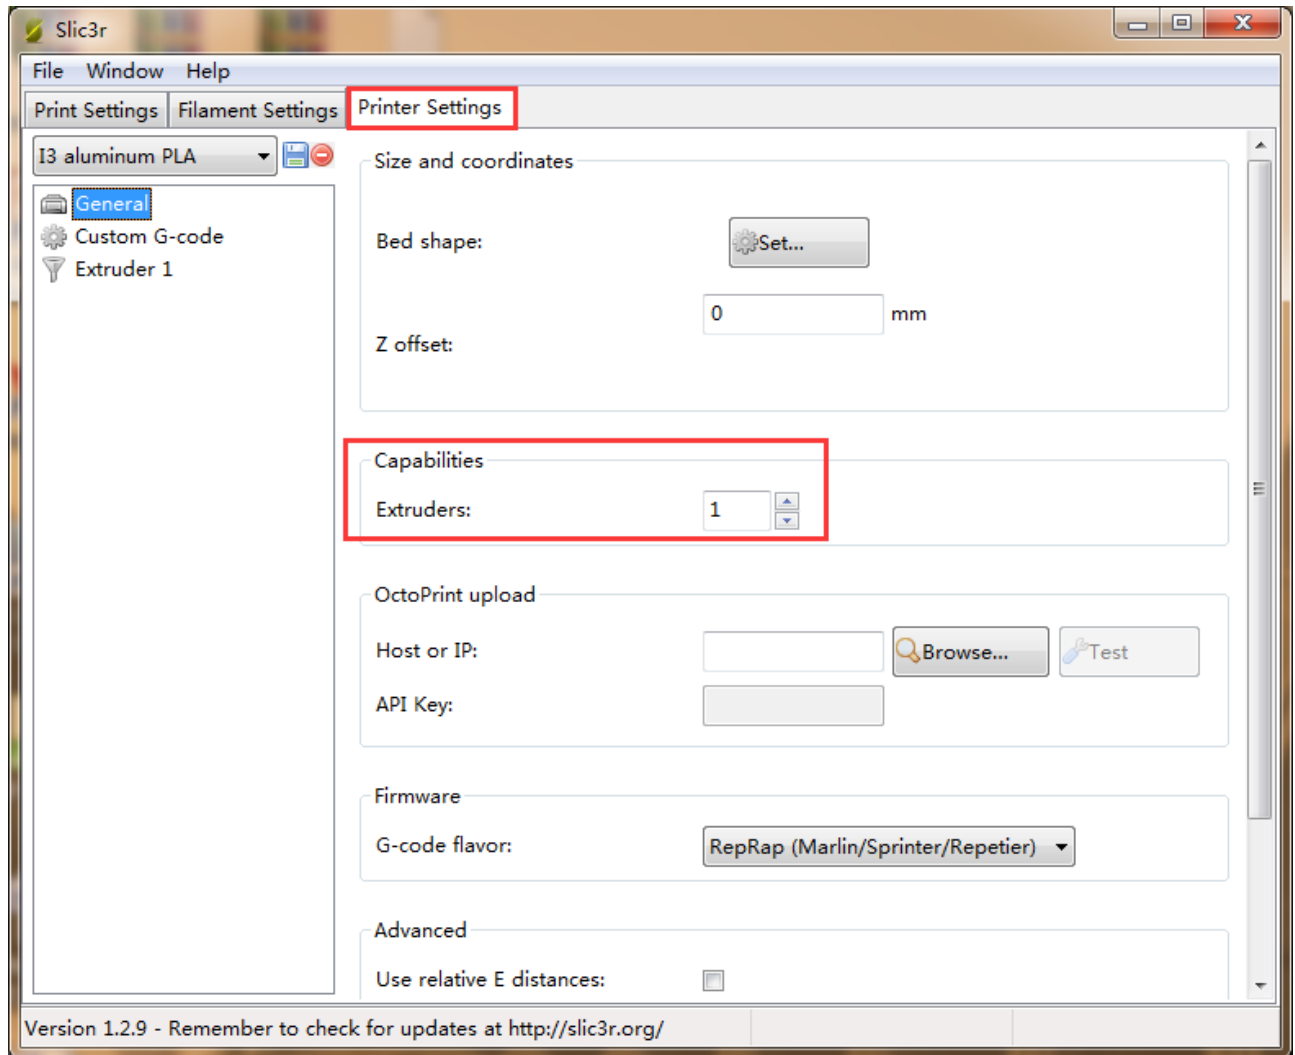 Slic3r
File Window Help
Print Settings Filament Settings Printer Settings
I3 aluminum PLA
General
Custom G-code
Extruder 1
Size and coordinates
Bed shape: Set...
0 mm
Z offset:
Capabilities
Extruders: 1
OctoPrint upload
Host or IP: Browse... Test
API Key:
Firmware
G-code flavor: RepRap (Marlin/Sprinter/Repetier)
Advanced
Use relative E distances:
Version 1.2.9 - Remember to check for updates at http://slic3r.org/